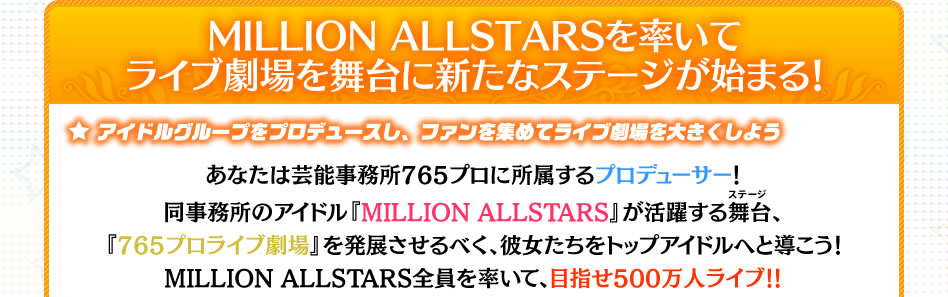 MILLION ALLSTARSを率いて
ライブ劇場を舞台に新たなステージが始まる!
★ アイドルグループをプロデュースし、ファンを集めてライブ劇場を大きくしよう
あなたは芸能事務所765プロに所属するプロデューサー!
ステージ
同事務所のアイドル『MILLION ALLSTARS』が活躍する舞台、
『765プロライブ劇場』を発展させるべく、彼女たちをトップアイドルへと導こう!
MILLION ALLSTARS全員を率いて、目指せ500万人ライブ!!